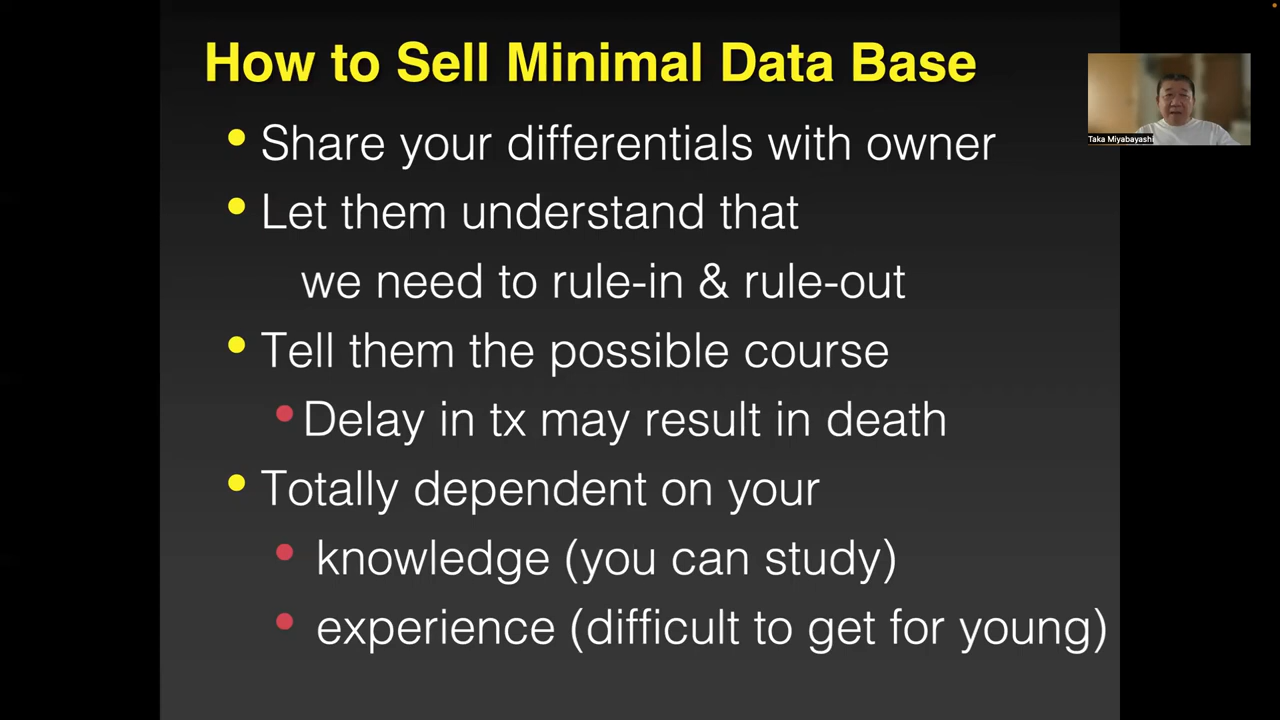 How to Sell Minimal Data Base
• Share your differentials with owner
• Let them understand that
we need to rule-in & rule-out
• Tell them the possible course
• Delay in tx may result in death
• Totally dependent on your
• knowledge (you can study)
• experience (difficult to get for young)
Taka Miyabayashi